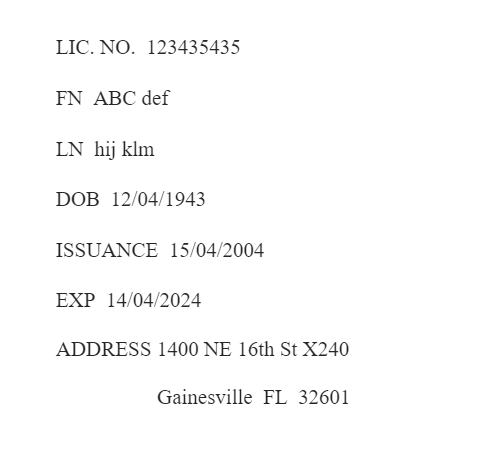 LIC. NO. 123435435
FN ABC def
LN hij klm
DOB 12/04/1943
ISSUANCE 15/04/2004
EXP 14/04/2024
ADDRESS 1400 NE 16th St X240
Gainesville FL 32601